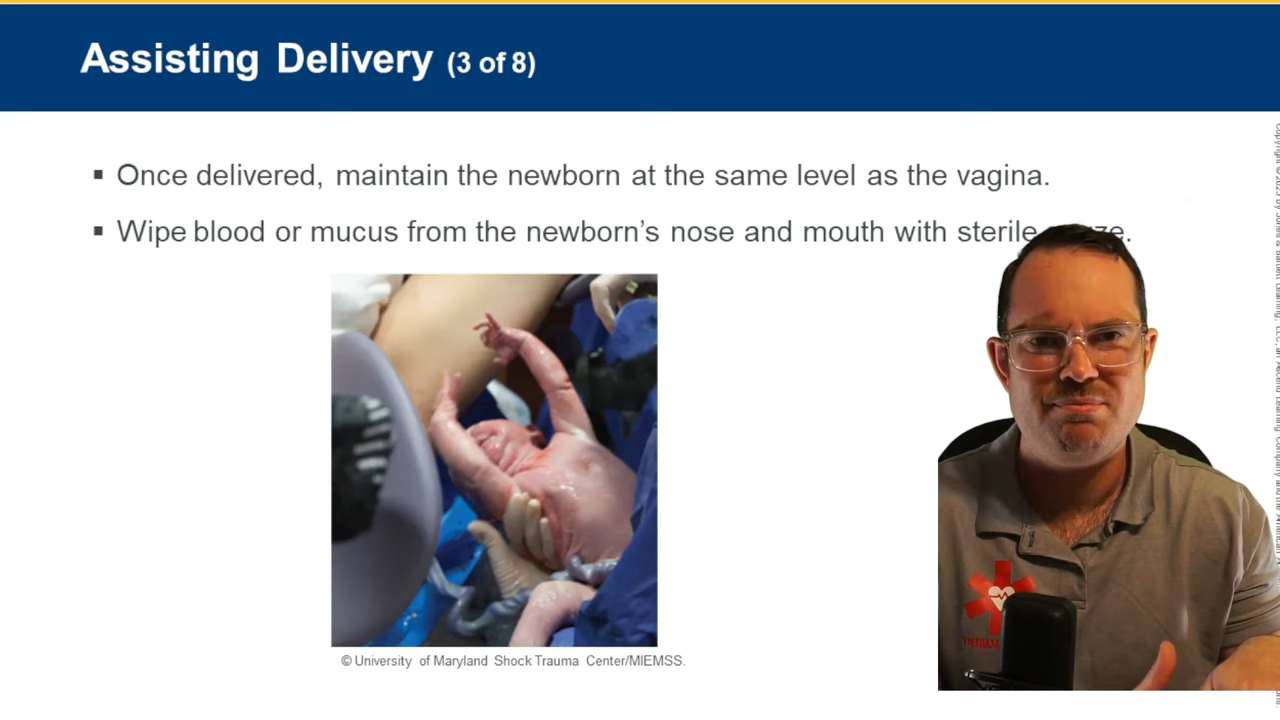 Assisting Delivery (3 of 8)
▪ Once delivered, maintain the newborn at the same level as the vagina.
▪ Wipe blood or mucus from the newborn’s nose and mouth with sterile
© University of Maryland Shock Trauma Center/MIEMSS.